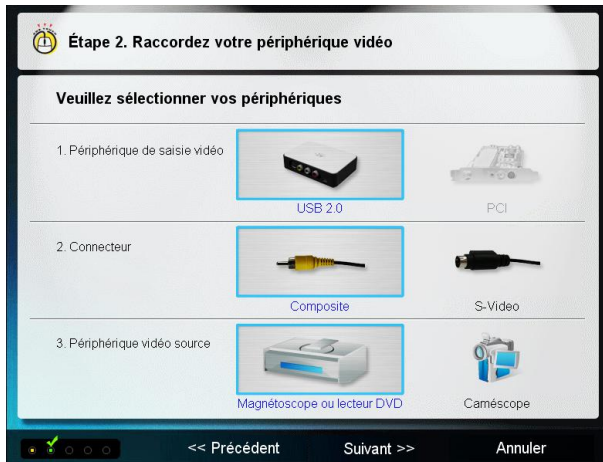 Étape 2. Raccordez votre périphérique vidéo
Veuillez sélectionner vos périphériques
1. Périphérique de saisie vidéo
USB 2.0
PCI
2. Connecteur
Composite
S-Video
3. Périphérique vidéo source
Magnétoscope ou lecteur DVD
Caméscope
<< Précédent
Suivant >>
Annuler